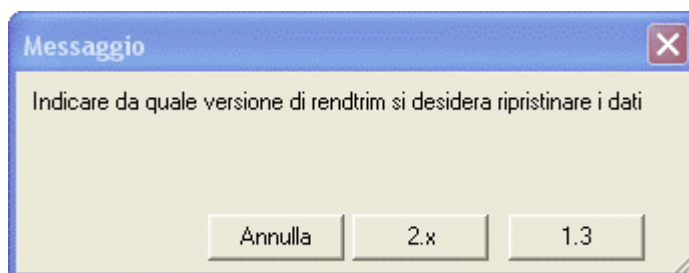 Messaggio
Indicare da quale versione di rendtrim si desidera ripristinare i dati
Annulla 2.x 1.3